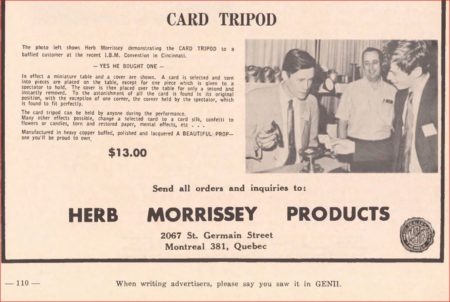 CARD TRIPOD
The photo left shows Herb Morrissey demonstrating the CARD TRIPOD to a
baffled customer at the recent I.B.M. Convention in Cincinnati.
— YES HE BOUGHT ONE —
In effect a miniature table and a cover are shown. A card is selected and torn
into pieces are placed on the table, except for one piece which is given to a
spectator to hold. The cover is then placed over the table for only a second and
instantly removed. To the astonishment of all the card is found in its original
position, with the exception of one corner, the corner held by the spectator, which
is found to fit perfectly.
The card tripod can be held by anyone during the performance.
Many other effects possible, change a selected card to a card silk, confetti to
flowers or candies, torn and restored paper, mental effects, etc . . .
Manufactured in heavy copper buffed, polished and lacquered A BEAUTIFUL PROP—
one you'll be proud to own.
$13.00
Send all orders and inquiries to:
HERB MORRISSEY PRODUCTS
2067 St. Germain Street
Montreal 381, Quebec
— 110 —
When writing advertisers, please say you saw it in GENII.